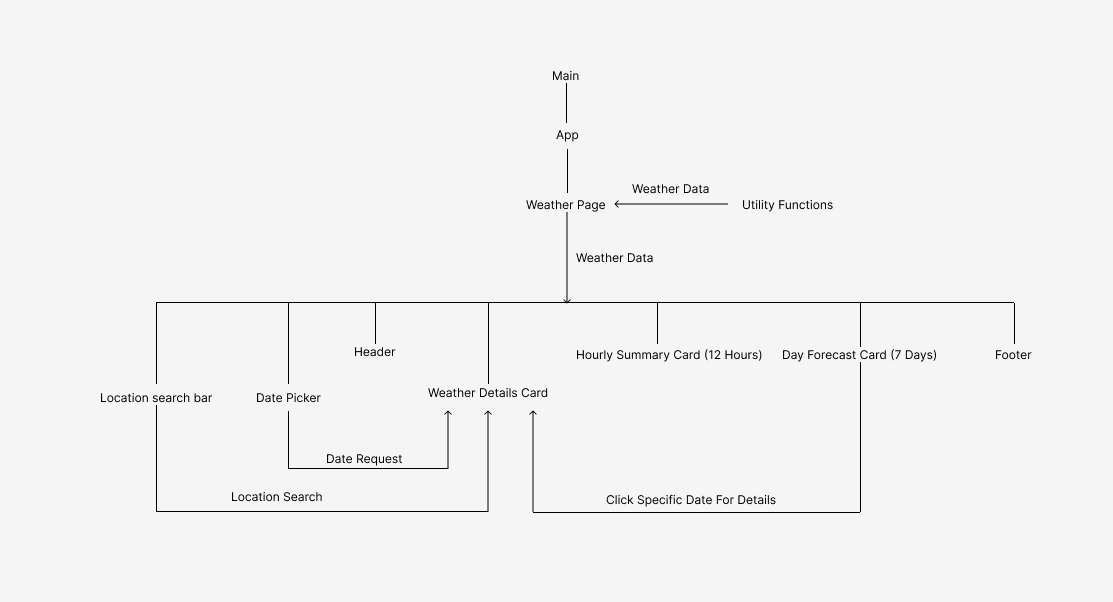 Main
App
Weather Data
Weather Page
Utility Functions
Weather Data
Header
Hourly Summary Card (12 Hours)
Day Forecast Card (7 Days)
Footer
Location search bar
Date Picker
Weather Details Card
Date Request
Location Search
Click Specific Date For Details